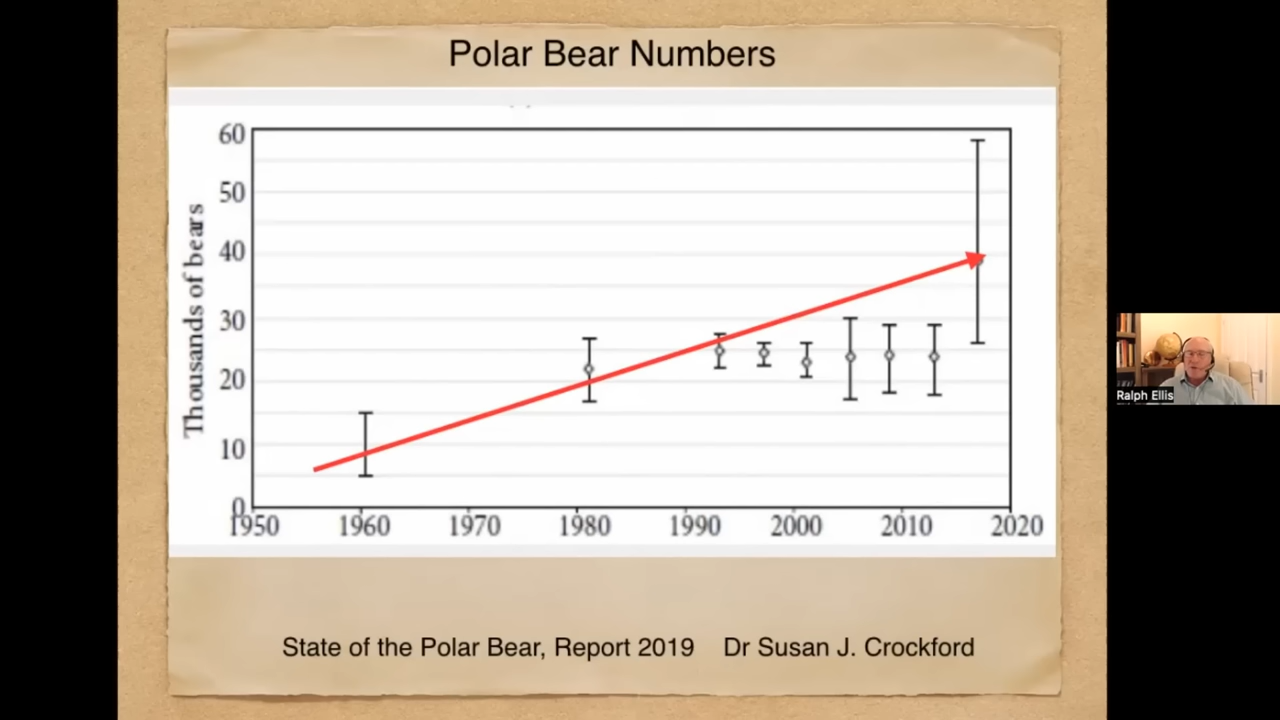 Polar Bear Numbers
60
50
40
30
20
10
0
Thousands of bears
1950 1960 1970 1980 1990 2000 2010 2020
State of the Polar Bear, Report 2019 Dr Susan J. Crockford
Ralph Ellis